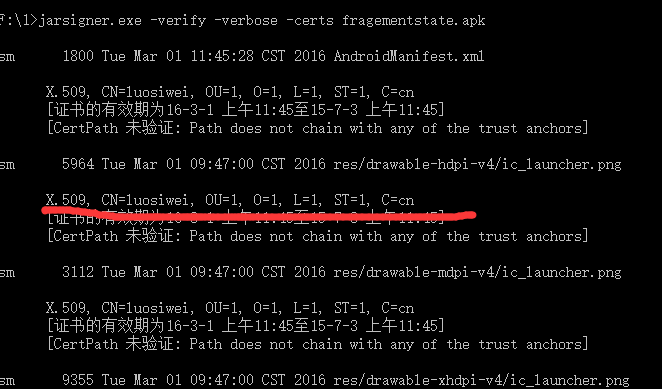 F:\1>jarsigner.exe -verify -verbose -certs fragementstate.apk
sm 1800 Tue Mar 01 11:45:28 CST 2016 AndroidManifest.xml
X.509, CN=luosiwei, OU=1, O=1, L=1, ST=1, C=cn
[证书的有效期为16-3-1 上午11:45至15-7-3 上午11:45]
[CertPath 未验证: Path does not chain with any of the trust anchors]
sm 5964 Tue Mar 01 09:47:00 CST 2016 res/drawable-hdpi-v4/ic_launcher.png
X.509, CN=luosiwei, OU=1, O=1, L=1, ST=1, C=cn
[证书的有效期为16-3-1 上午11:45至15-7-3 上午11:45]
[CertPath 未验证: Path does not chain with any of the trust anchors]
sm 3112 Tue Mar 01 09:47:00 CST 2016 res/drawable-mdpi-v4/ic_launcher.png
X.509, CN=luosiwei, OU=1, O=1, L=1, ST=1, C=cn
[证书的有效期为16-3-1 上午11:45至15-7-3 上午11:45]
[CertPath 未验证: Path does not chain with any of the trust anchors]
sm 9355 Tue Mar 01 09:47:00 CST 2016 res/drawable-xhdpi-v4/ic_launcher.png